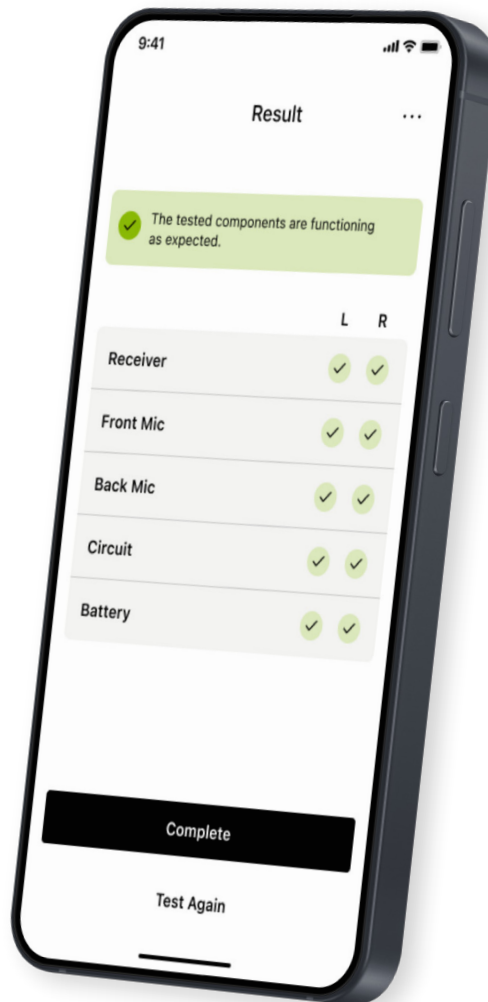 9:41
Result
The tested components are functioning
as expected.
L R
Receiver
Front Mic
Back Mic
Circuit
Battery
Complete
Test Again